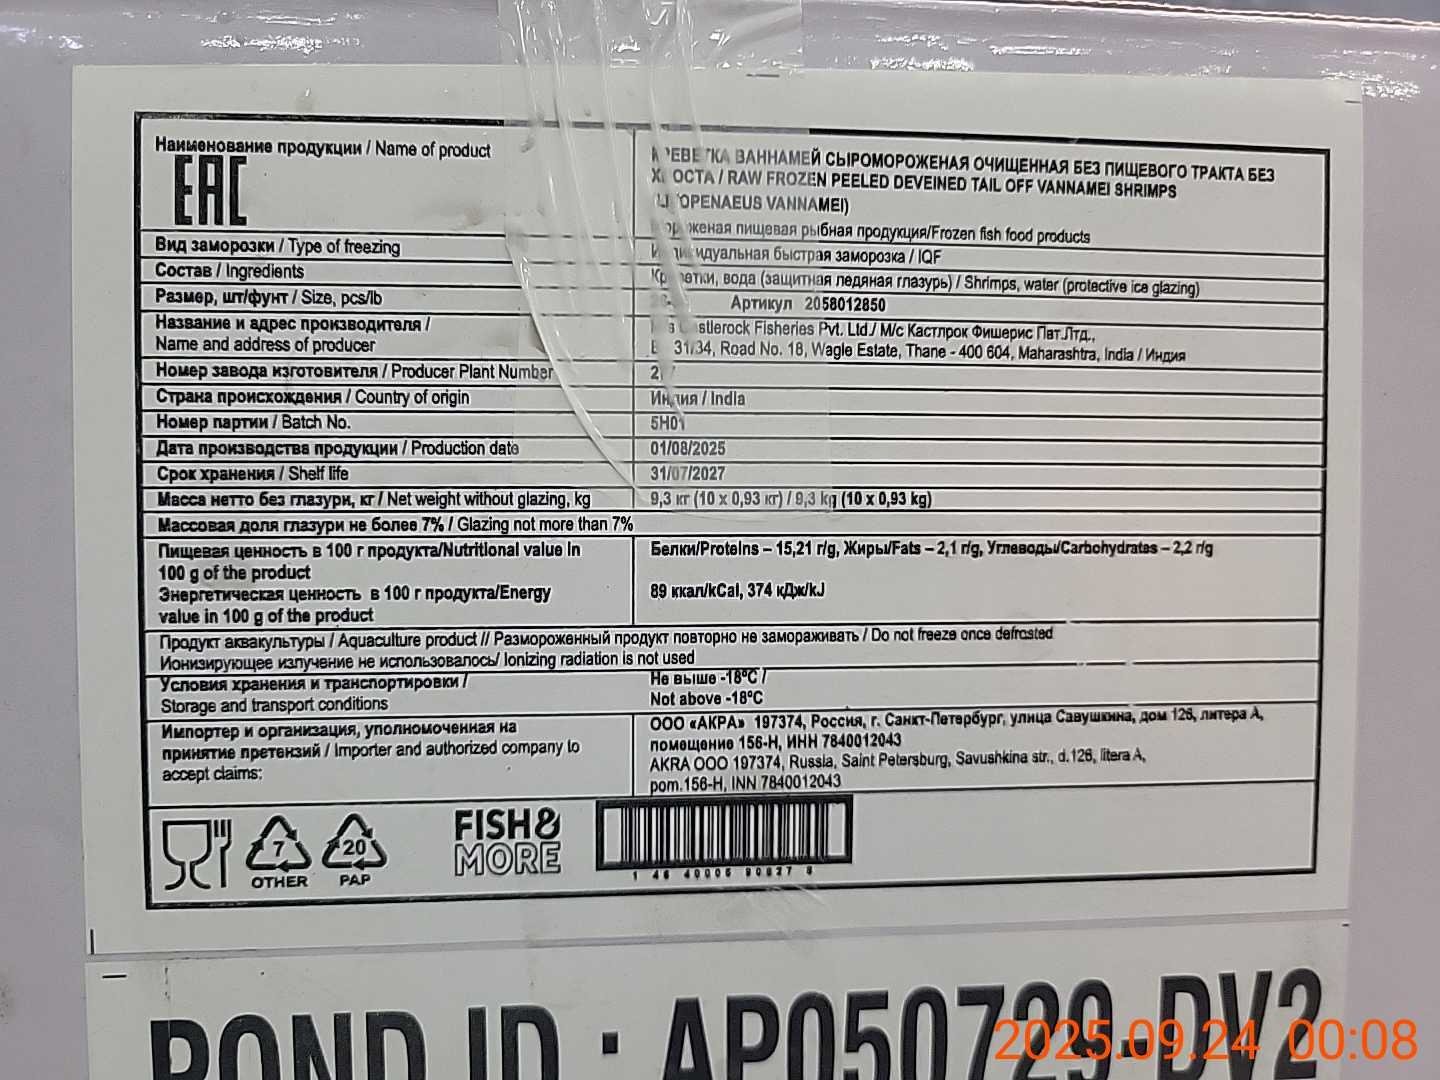 Наименование продукции / Name of product
EAC
КРЕВЕТКА ВАННАМЕЙ СЫРОМОРОЖЕНАЯ ОЧИЩЕННАЯ БЕЗ ПИЩЕВОГО ТРАКТА БЕЗ
ХВОСТА / RAW FROZEN PEELED DEVEINED TAIL OFF VANNAMEI SHRIMPS
(LITOPENAEUS VANNAMEI)
Мороженая пищевая рыбная продукция/Frozen fish food products
Вид заморозки / Type of freezing
Индивидуальная быстрая заморозка / IQF
Состав / Ingredients
Креветки, вода (защитная ледяная глазурь) / Shrimps, water (protective ice glazing)
Размер, шт/фунт / Size, pcs/lb
Артикул 2058012850
Название и адрес производителя /
Name and address of producer
Castlerock Fisheries Pvt. Ltd./ М/с Кастлрок Фишерис Пвт.Лтд.,
31/34, Road No. 18, Wagle Estate, Thane - 400 604, Maharashtra, India / Индия
Номер завода изготовителя / Producer Plant Number
Страна происхождения / Country of origin
Индия / India
Номер партии / Batch No.
5H01
Дата производства продукции / Production date
01/08/2025
Срок хранения / Shelf life
31/07/2027
Масса нетто без глазури, кг / Net weight without glazing, kg
9,3 кг (10 x 0,93 кг) / 9,3 kg (10 x 0,93 kg)
Массовая доля глазури не более 7% / Glazing not more than 7%
Пищевая ценность в 100 г продукта/Nutritional value in
100 g of the product
Белки/Proteins – 15,21 г/g, Жиры/Fats – 2,1 г/g, Углеводы/Carbohydrates – 2,2 г/g
Энергетическая ценность в 100 г продукта/Energy
value in 100 g of the product
89 ккал/kCal, 374 кДж/kJ
Продукт аквакультуры / Aquaculture product // Размороженный продукт повторно не замораживать / Do not freeze once defrosted
Ионизирующее излучение не использовалось/ Ionizing radiation is not used
Условия хранения и транспортировки /
Storage and transport conditions
Не выше -18°C /
Not above -18°C
Импортер и организация, уполномоченная на
принятие претензий / Importer and authorized company to
accept claims:
ООО «АКРА» 197374, Россия, г. Санкт-Петербург, улица Савушкина, дом 126, литера А,
помещение 156-Н, ИНН 7840012043
AKRA OOO 197374, Russia, Saint Petersburg, Savushkina str., d.126, litera A,
pom.156-H, INN 7840012043
7
OTHER
20
PAP
FISH&
MORE
POND ID : AP050729-DV2
2025.09.24 00:08